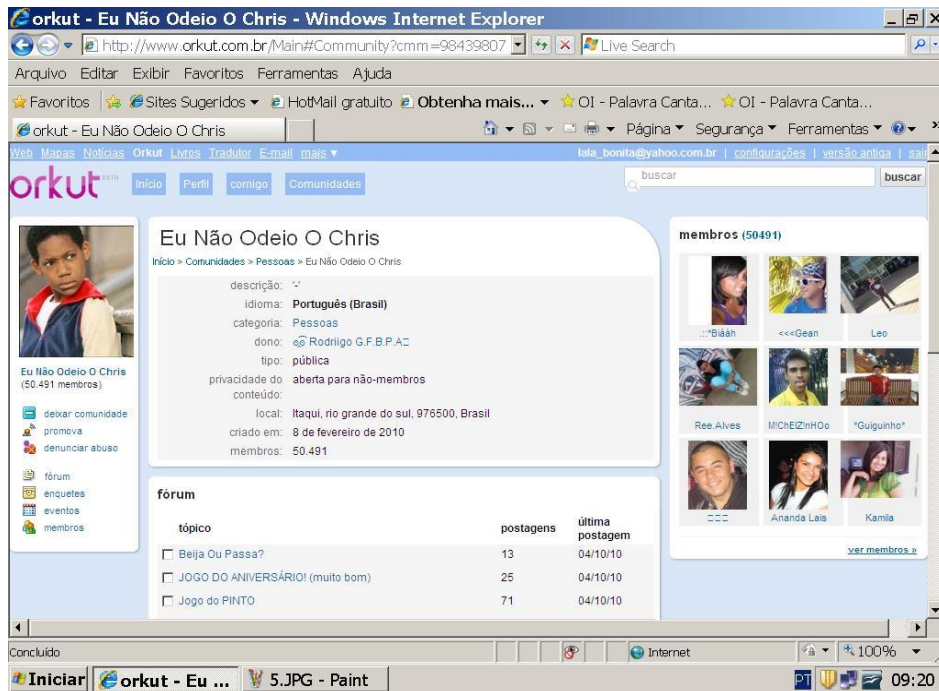 orkut - Eu Não Odeio O Chris - Windows Internet Explorer
http://www.orkut.com.br/Main#Community?cmm=98439807
Live Search
Arquivo Editar Exibir Favoritos Ferramentas Ajuda
Favoritos Sites Sugeridos HotMail gratuito Obtenha mais... OI - Palavra Canta... OI - Palavra Canta...
orkut - Eu Não Odeio O Chris Página Segurança Ferramentas
Web Mapas Notícias Orkut Livros Tradutor E-mail mais lala_bonita@yahoo.com.br | configurações | versão antiga | sair
orkut BETA Início Perfil comigo Comunidades buscar buscar
Eu Não Odeio O Chris
(50.491 membros)
deixar comunidade
promova
denunciar abuso
fórum
enquetes
eventos
membros
Eu Não Odeio O Chris
Início > Comunidades > Pessoas > Eu Não Odeio O Chris
descrição: '-'
idioma: Português (Brasil)
categoria: Pessoas
dono: Rodriigo G.F.B.P.A
tipo: pública
privacidade do aberta para não-membros
conteúdo:
local: Itaqui, rio grande do sul, 976500, Brasil
criado em: 8 de fevereiro de 2010
membros: 50.491
fórum
tópico postagens última
postagem
Beija Ou Passa? 13 04/10/10
JOGO DO ANIVERSÁRIO! (muito bom) 25 04/10/10
Jogo do PINTO 71 04/10/10
membros (50491)
.::*Biááh <<<Gean Leo
Ree.Alves M!ChElZ!nHOo *Guiguinho*
Ananda Lais Kamila
ver membros »
Concluído Internet 100%
Iniciar orkut - Eu ... 5.JPG - Paint PT 09:20